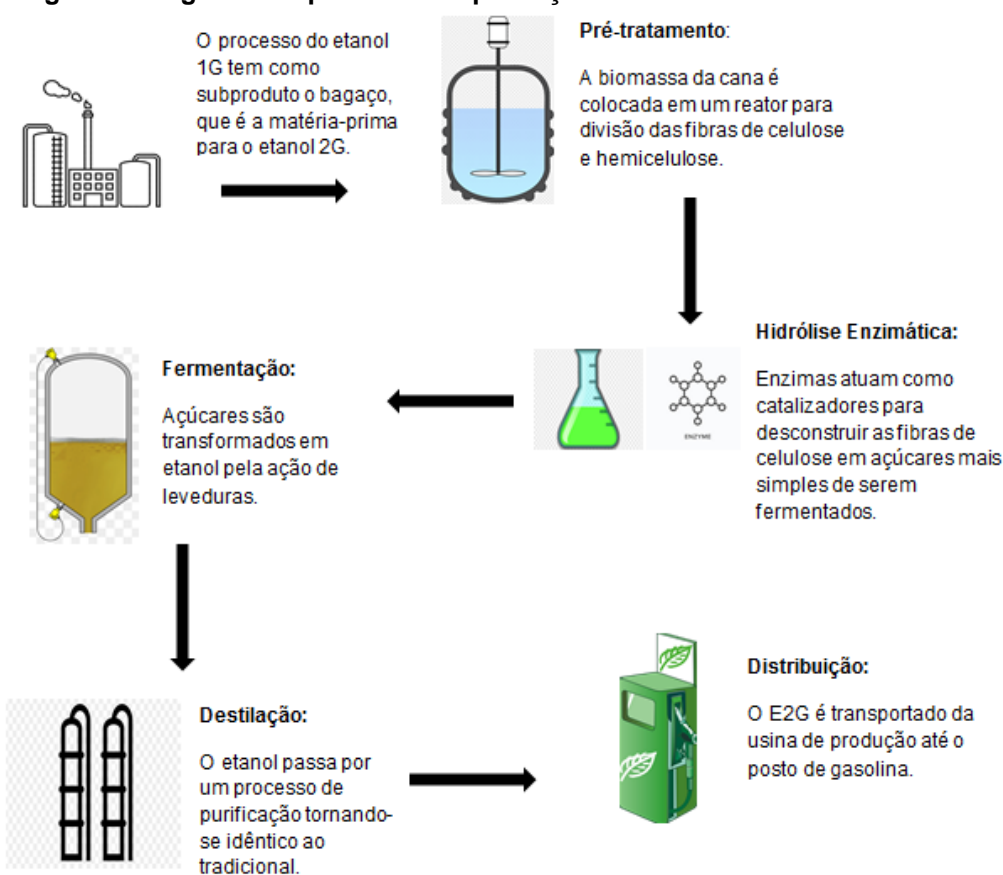 O processo do etanol
1G tem como
subproduto o bagaço,
que é a matéria-prima
para o etanol 2G.
Pré-tratamento:
A biomassa da cana é
colocada em um reator para
divisão das fibras de celulose
e hemicelulose.
Hidrólise Enzimática:
Enzimas atuam como
catalizadores para
desconstruir as fibras de
celulose em açúcares mais
simples de serem
fermentados.
ENZYME
Fermentação:
Açúcares são
transformados em
etanol pela ação de
leveduras.
Destilação:
O etanol passa por
um processo de
purificação tornando-
se idêntico ao
tradicional.
Distribuição:
O E2G é transportado da
usina de produção até o
posto de gasolina.